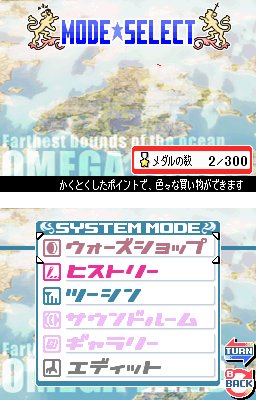 MODE★SELECT
Farthest bounds of the ocean
OMEGA
メダルの数 2/300
かくとくしたポイントで、色々な買い物ができます
SYSTEM MODE
ウォーズショップ
ヒストリー
ツーシン
サウンドルーム
ギャラリー
エディット
TURN
B
BACK